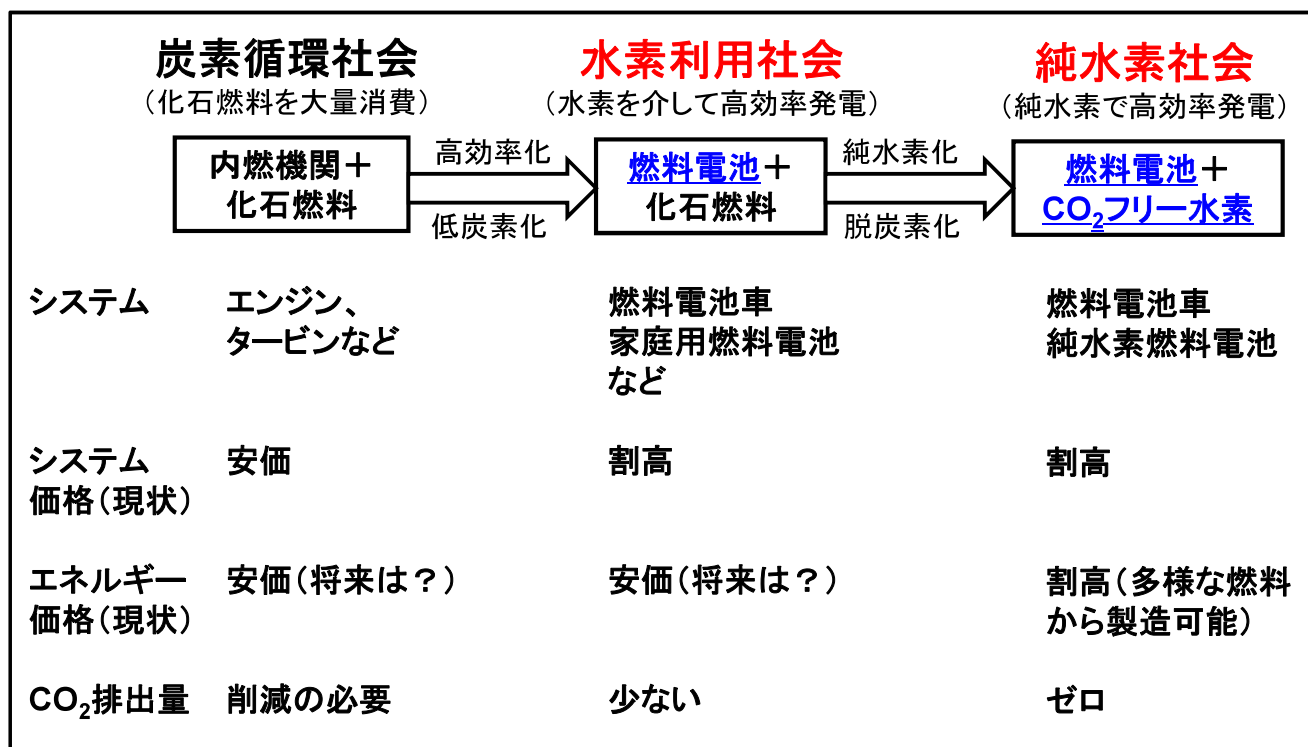 炭素循環社会
（化石燃料を大量消費）
水素利用社会
（水素を介して高効率発電）
純水素社会
（純水素で高効率発電）
内燃機関＋
化石燃料
高効率化
低炭素化
燃料電池＋
化石燃料
純水素化
脱炭素化
燃料電池＋
CO₂フリー水素
システム
エンジン、
タービンなど
燃料電池車
家庭用燃料電池
など
燃料電池車
純水素燃料電池
システム
価格（現状）
安価
割高
割高
エネルギー
価格（現状）
安価（将来は？）
安価（将来は？）
割高（多様な燃料
から製造可能）
CO₂排出量
削減の必要
少ない
ゼロ